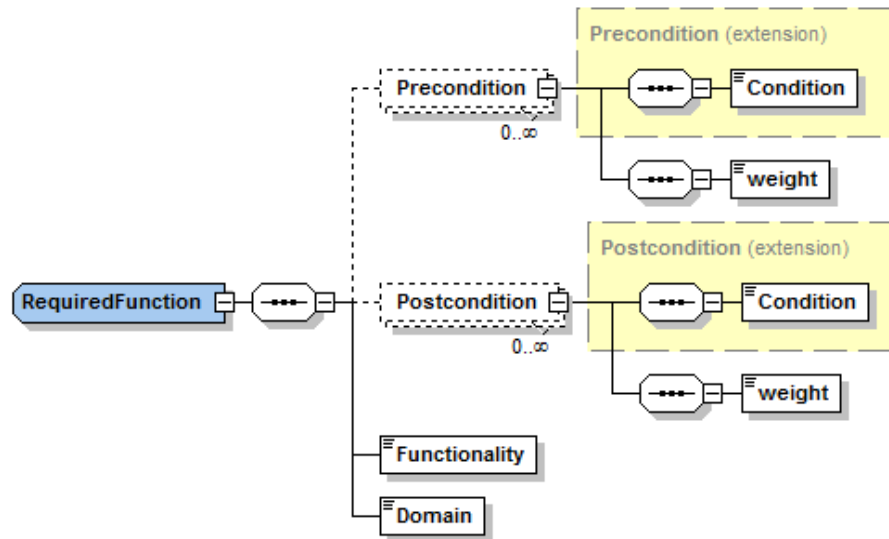 Precondition (extension)
Precondition
Condition
0..∞
weight
Postcondition (extension)
RequiredFunction
Postcondition
Condition
0..∞
weight
Functionality
Domain